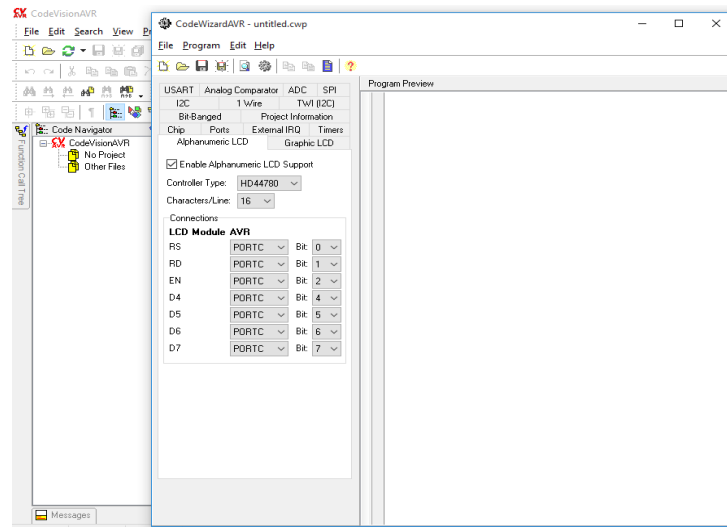 CodeVisionAVR
File Edit Search View Pr
Code Navigator
CodeVisionAVR
No Project
Other Files
Function Call Tree
Messages
CodeWizardAVR - untitled.cwp
File Program Edit Help
USART Analog Comparator ADC SPI
I2C 1 Wire TWI (I2C)
Bit-Banged Project Information
Chip Ports External IRQ Timers
Alphanumeric LCD Graphic LCD
Enable Alphanumeric LCD Support
Controller Type: HD44780
Characters/Line: 16
Connections
LCD Module AVR
RS PORTC Bit: 0
RD PORTC Bit: 1
EN PORTC Bit: 2
D4 PORTC Bit: 4
D5 PORTC Bit: 5
D6 PORTC Bit: 6
D7 PORTC Bit: 7
Program Preview